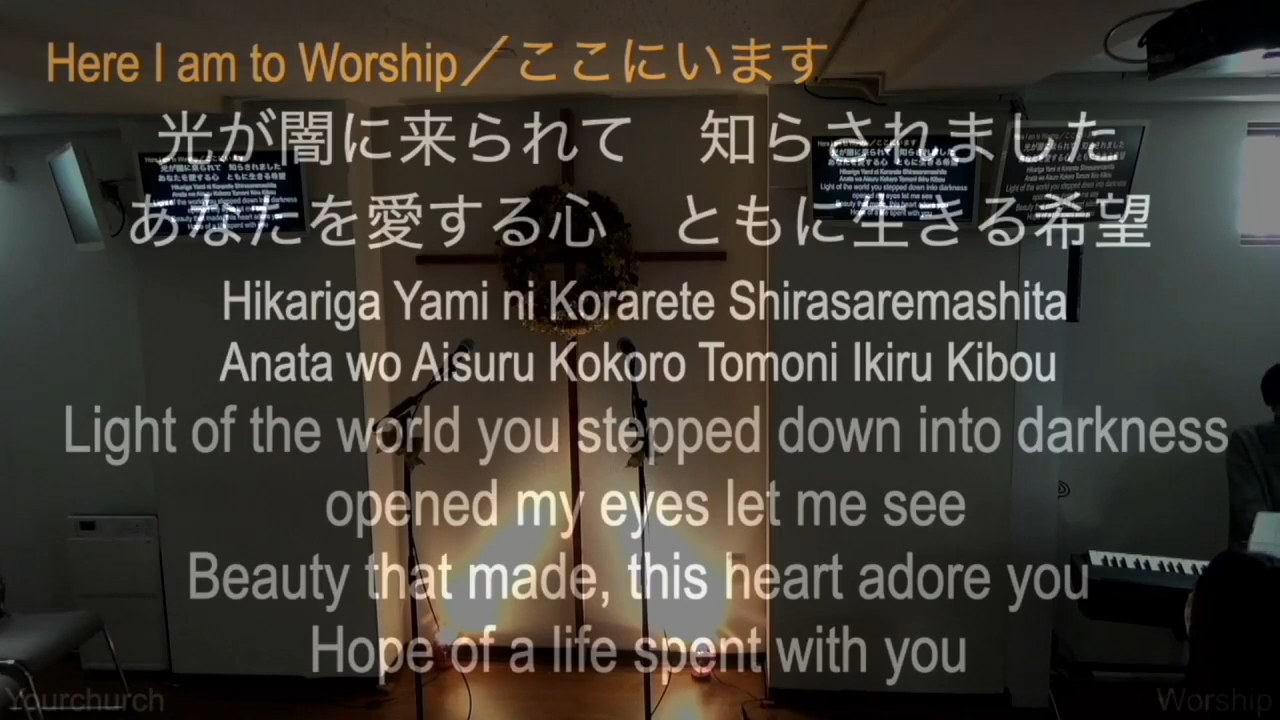 Here I am to Worship／ここにいます
光が闇に来られて　知らされました
あなたを愛する心　ともに生きる希望
Hikariga Yami ni Korarete Shirasaremashita
Anata wo Aisuru Kokoro Tomoni Ikiru Kibou
Light of the world you stepped down into darkness
opened my eyes let me see
Beauty that made, this heart adore you
Hope of a life spent with you
Yourchurch
Worship